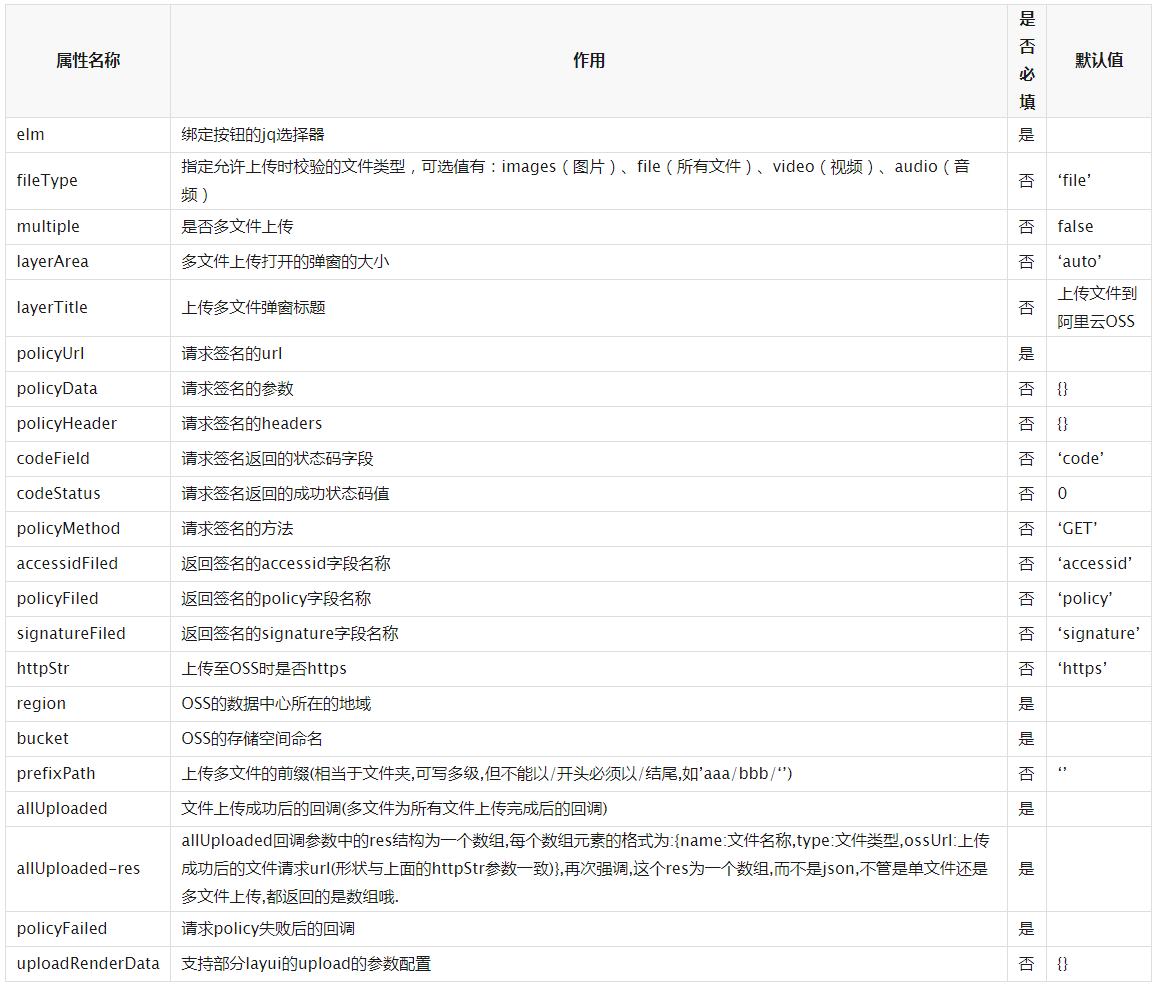 属性名称 作用 是否必填 默认值
elm 绑定按钮的jq选择器 是
fileType 指定允许上传时校验的文件类型，可选值有：images（图片）、file（所有文件）、video（视频）、audio（音频） 否 ‘file’
multiple 是否多文件上传 否 false
layerArea 多文件上传打开的弹窗的大小 否 ‘auto’
layerTitle 上传多文件弹窗标题 否 上传文件到阿里云OSS
policyUrl 请求签名的url 是
policyData 请求签名的参数 否 {}
policyHeader 请求签名的headers 否 {}
codeField 请求签名返回的状态码字段 否 ‘code’
codeStatus 请求签名返回的成功状态码值 否 0
policyMethod 请求签名的方法 否 ‘GET’
accessidFiled 返回签名的accessid字段名称 否 ‘accessid’
policyFiled 返回签名的policy字段名称 否 ‘policy’
signatureFiled 返回签名的signature字段名称 否 ‘signature’
httpStr 上传至OSS时是否https 否 ‘https’
region OSS的数据中心所在的地域 是
bucket OSS的存储空间命名 是
prefixPath 上传多文件的前缀(相当于文件夹,可写多级,但不能以/开头必须以/结尾,如’aaa/bbb/‘’) 否 ‘’
allUploaded 文件上传成功后的回调(多文件为所有文件上传完成后的回调) 是
allUploaded-res allUploaded回调参数中的res结构为一个数组,每个数组元素的格式为:{name:文件名称,type:文件类型,ossUrl:上传成功后的文件请求url(形状与上面的httpStr参数一致)},再次强调,这个res为一个数组,而不是json,不管是单文件还是多文件上传,都返回的是数组哦. 是
policyFailed 请求policy失败后的回调 是
uploadRenderData 支持部分layui的upload的参数配置 否 {}